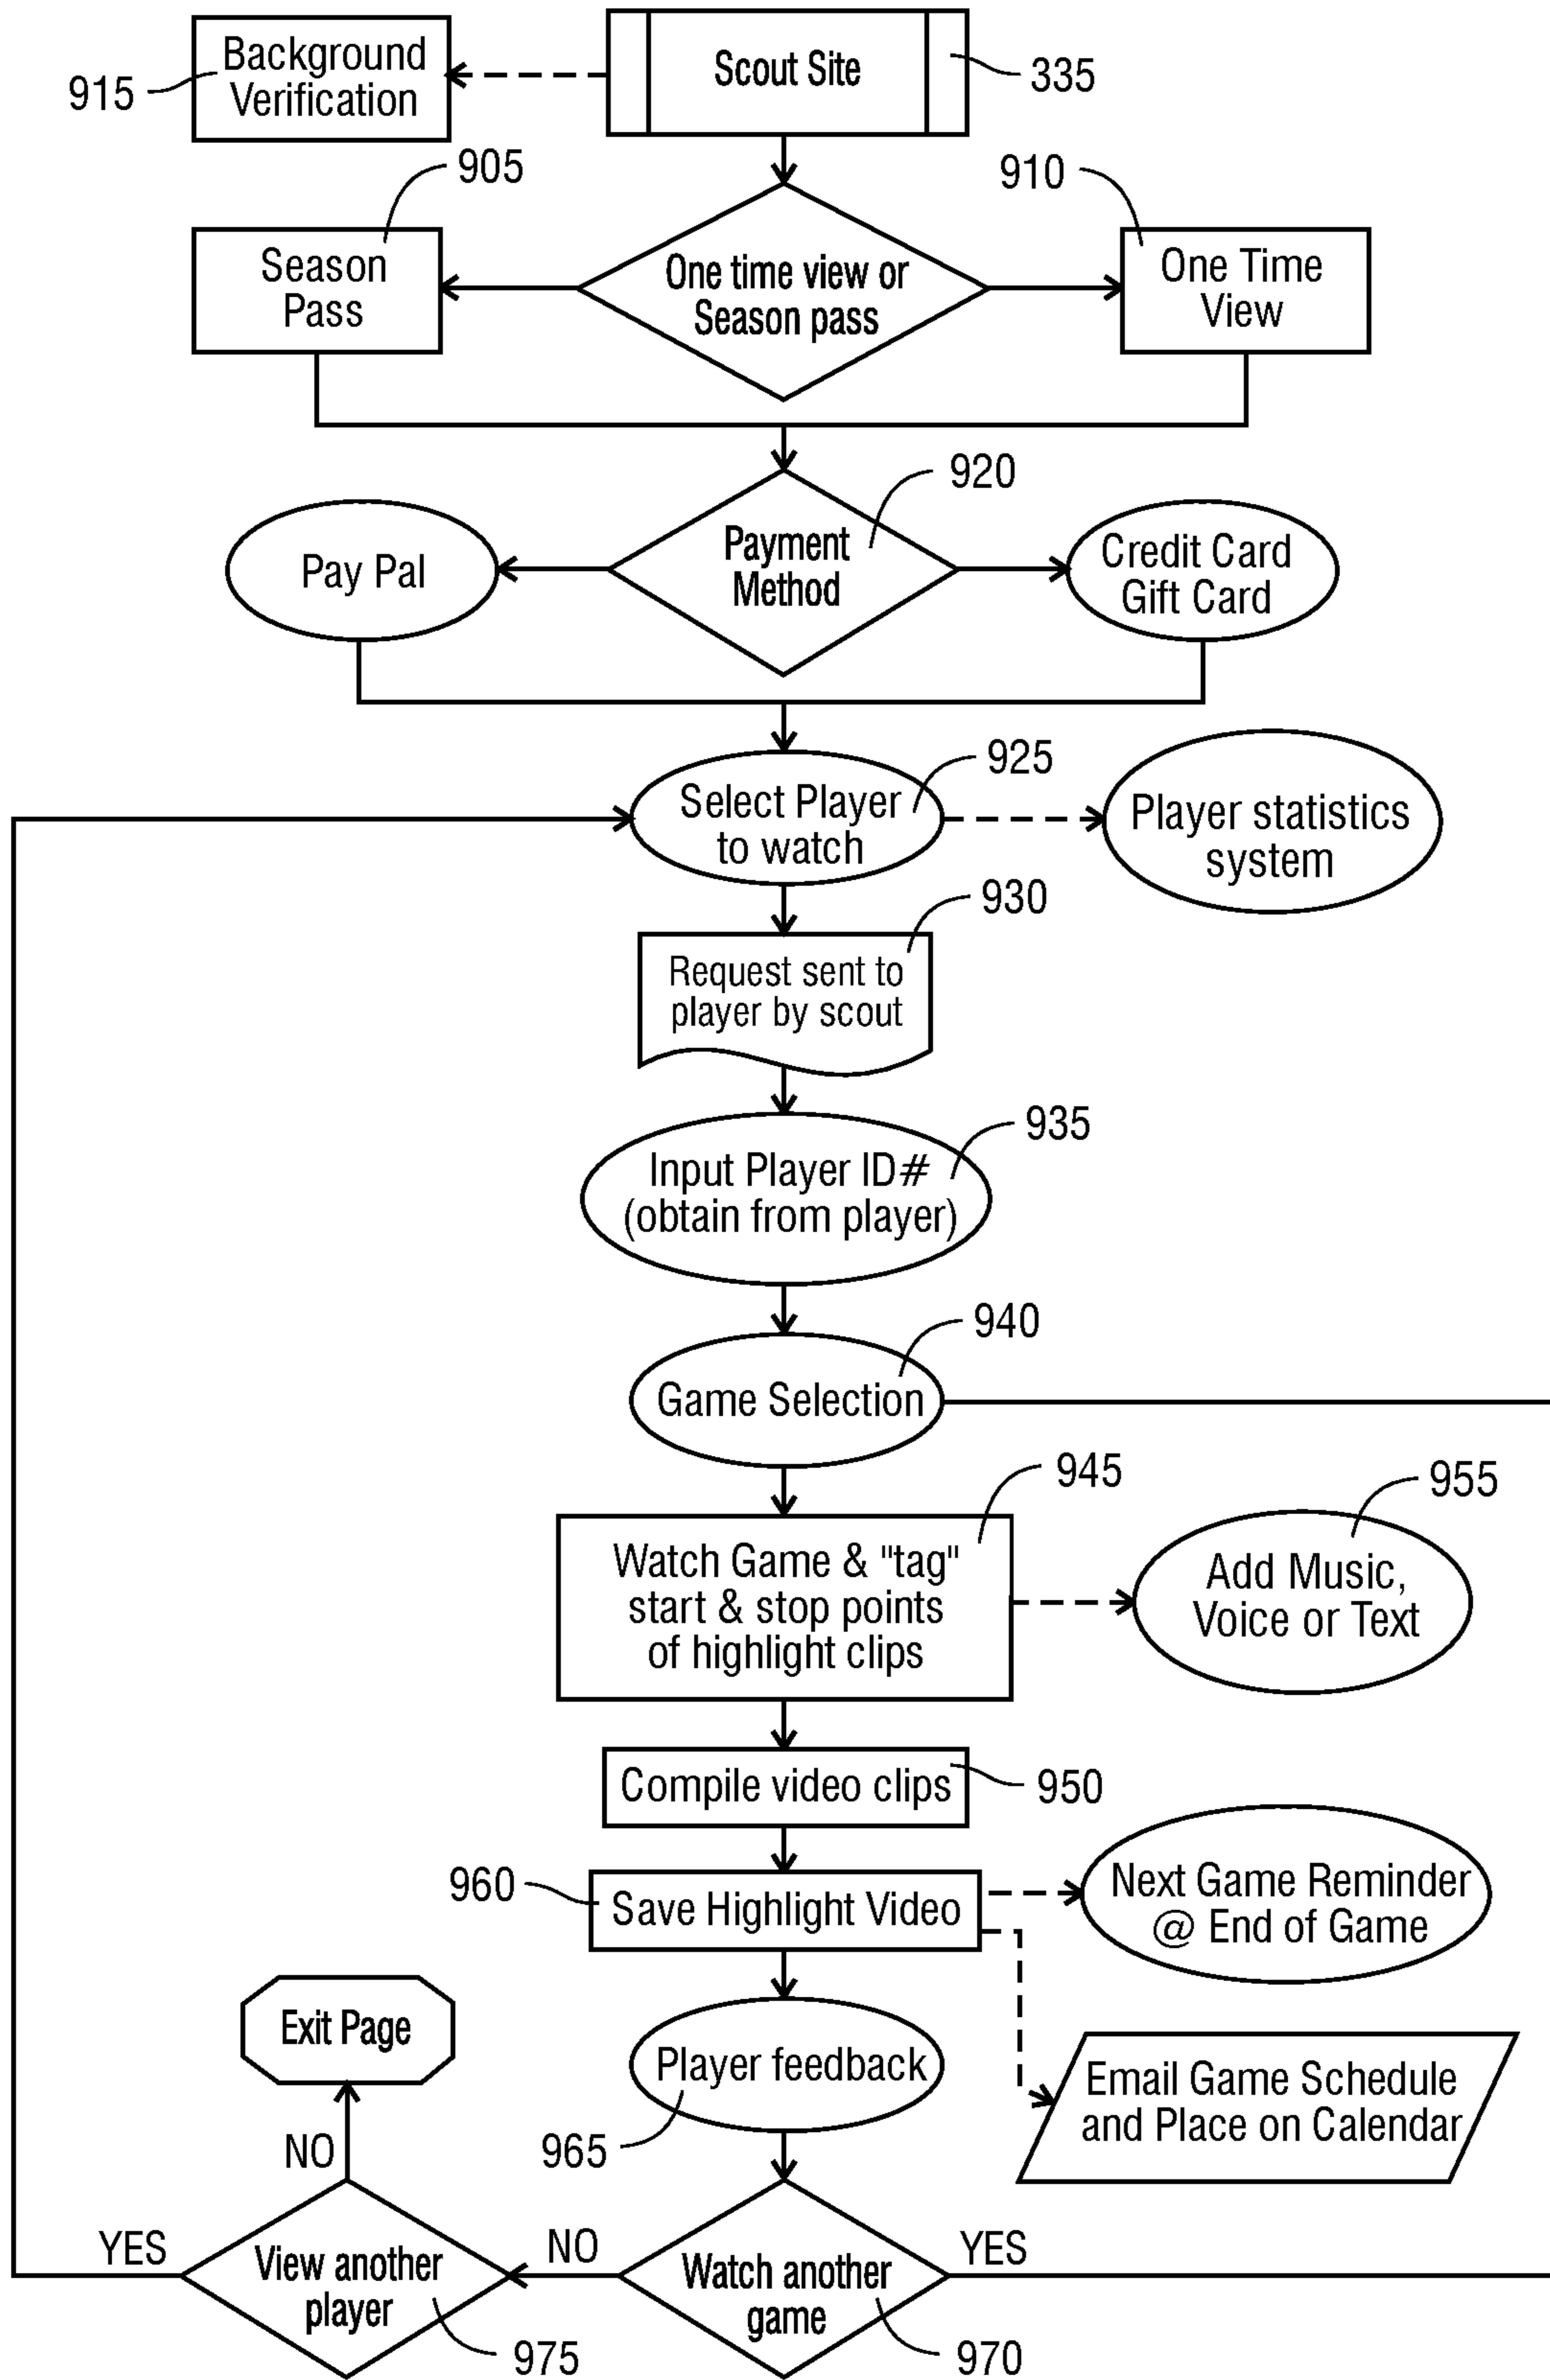 Background
Verification
915
Scout Site
335
905
910
Season
Pass
One time view or
Season pass
One Time
View
920
Pay Pal
Payment
Method
Credit Card
Gift Card
925
Select Player
to watch
Player statistics
system
930
Request sent to
player by scout
935
Input Player ID#
(obtain from player)
940
Game Selection
945
955
Watch Game & "tag"
start & stop points
of highlight clips
Add Music,
Voice or Text
Compile video clips
950
960
Save Highlight Video
Next Game Reminder
@ End of Game
Exit Page
Player feedback
965
Email Game Schedule
and Place on Calendar
NO
YES
View another
player
975
NO
Watch another
game
970
YES